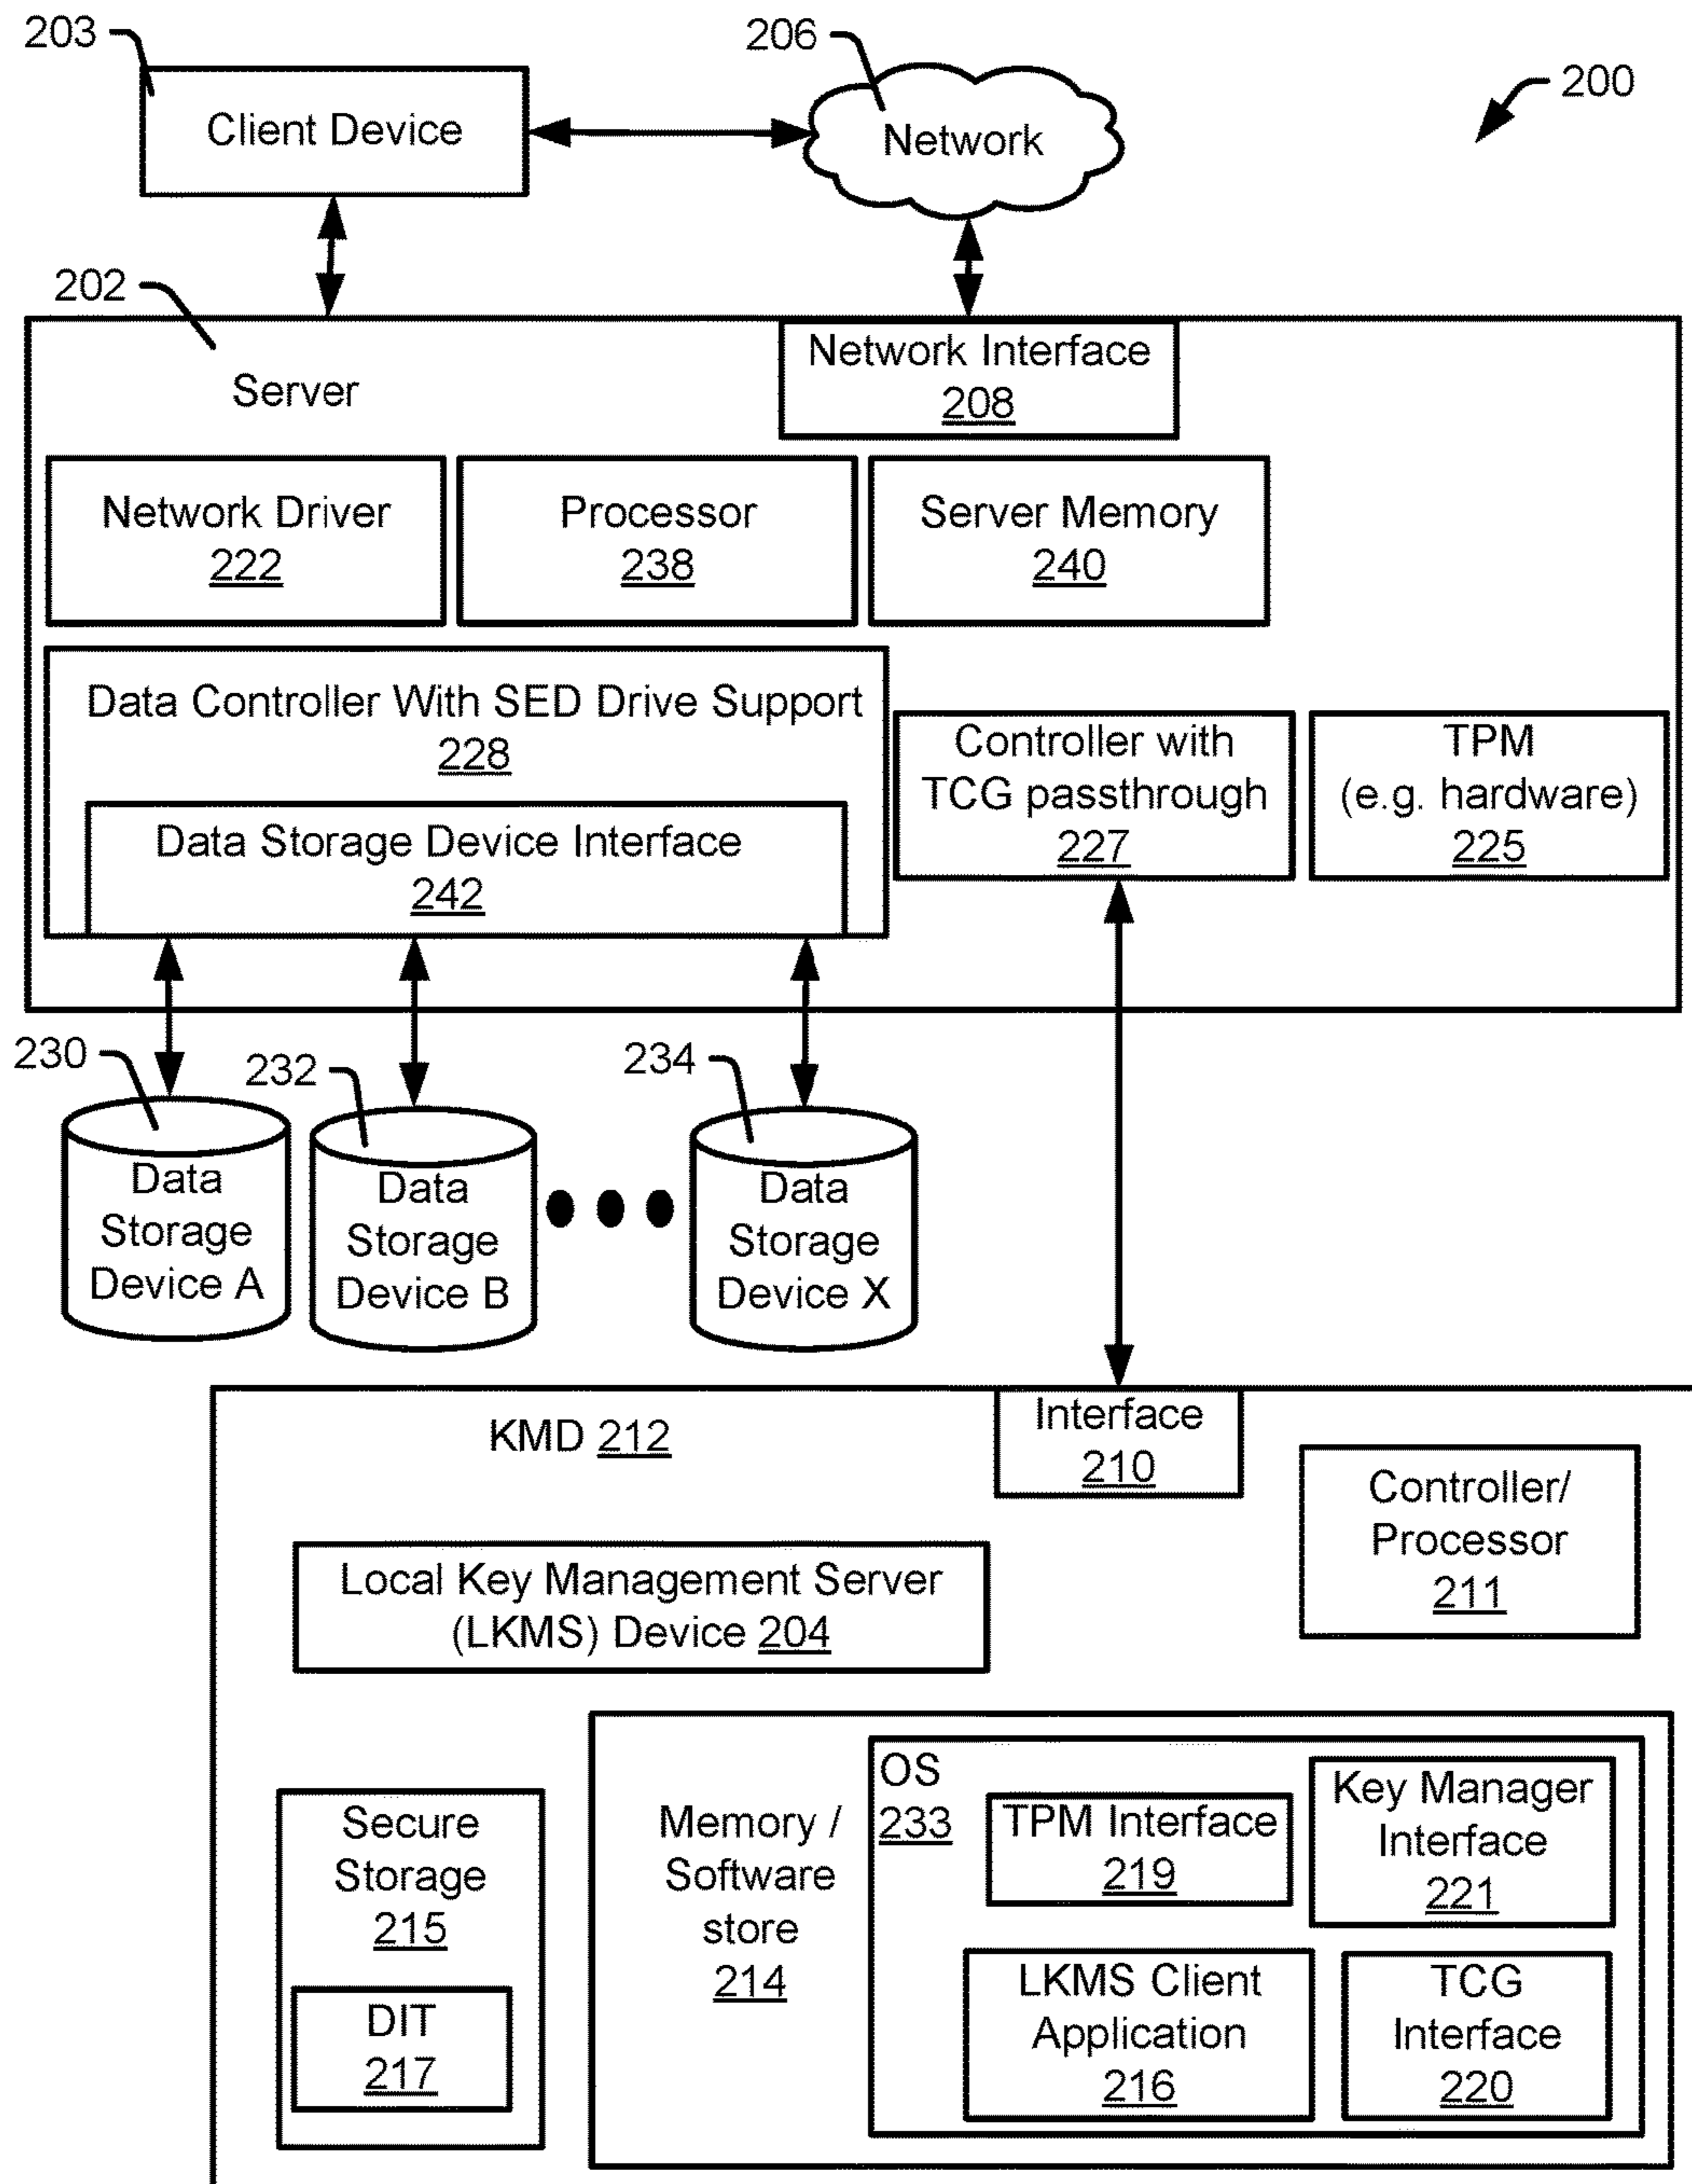 203
206
200
Client Device
Network
202
Network Interface
208
Server
Network Driver
222
Processor
238
Server Memory
240
Data Controller With SED Drive Support
228
Data Storage Device Interface
242
Controller with
TCG passthrough
227
TPM
(e.g. hardware)
225
230
232
234
Data
Storage
Device A
Data
Storage
Device B
Data
Storage
Device X
KMD 212
Interface
210
Controller/
Processor
211
Local Key Management Server
(LKMS) Device 204
Secure
Storage
215
DIT
217
Memory /
Software
store
214
OS
233
TPM Interface
219
Key Manager
Interface
221
LKMS Client
Application
216
TCG
Interface
220